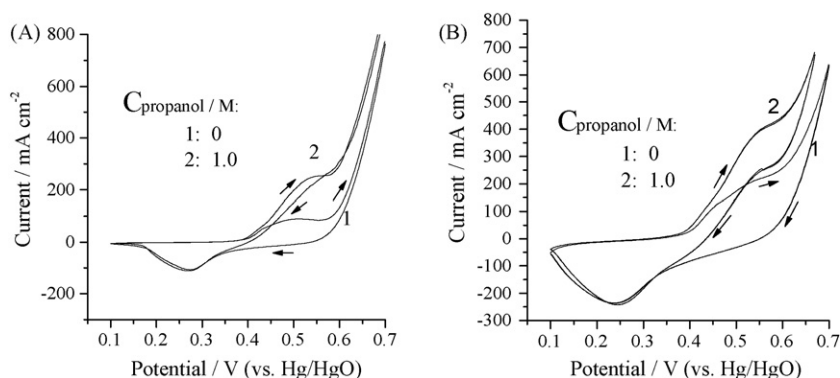 (A)
800
600
400
200
0
-200
Current / mA cm-2
Cpropanol / M:
1: 0
2: 1.0
2
1
0.1 0.2 0.3 0.4 0.5 0.6 0.7
Potential / V (vs. Hg/HgO)
(B)
800
700
600
500
400
300
200
100
0
-100
-200
-300
Current / mA cm-2
Cpropanol / M:
1: 0
2: 1.0
2
1
0.1 0.2 0.3 0.4 0.5 0.6 0.7
Potential / V (vs. Hg/HgO)